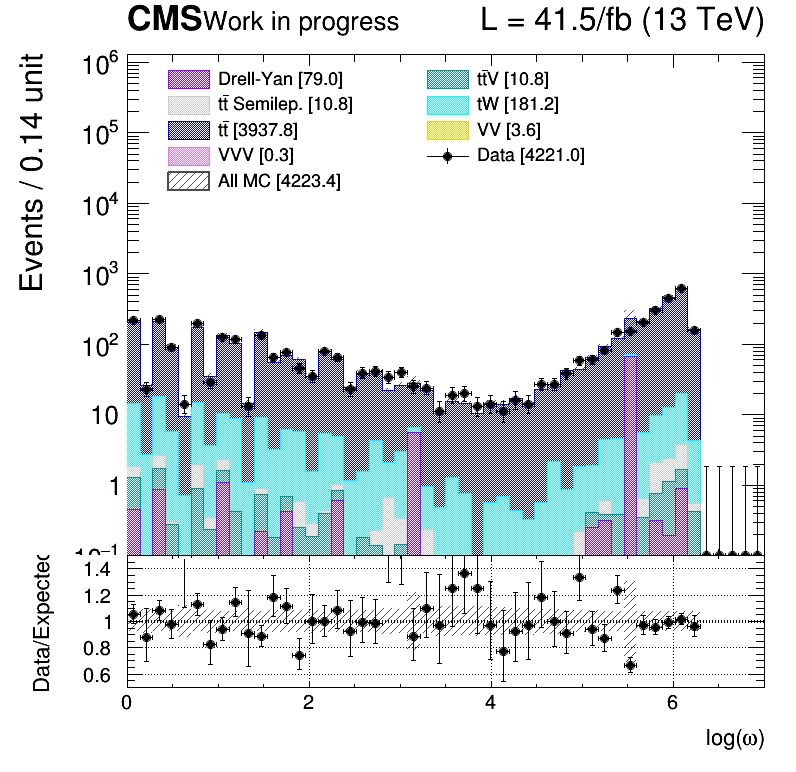 CMS Work in progress L = 41.5/fb (13 TeV)
Events / 0.14 unit
10⁶
10⁵
10⁴
10³
10²
10
1
10⁻¹
Drell-Yan [79.0]
tt̄ Semilep. [10.8]
tt̄ [3937.8]
VVV [0.3]
All MC [4223.4]
tt̄V [10.8]
tW [181.2]
VV [3.6]
Data [4221.0]
Data/Expected
1.4
1.2
1
0.8
0.6
0 2 4 6
log(ω)